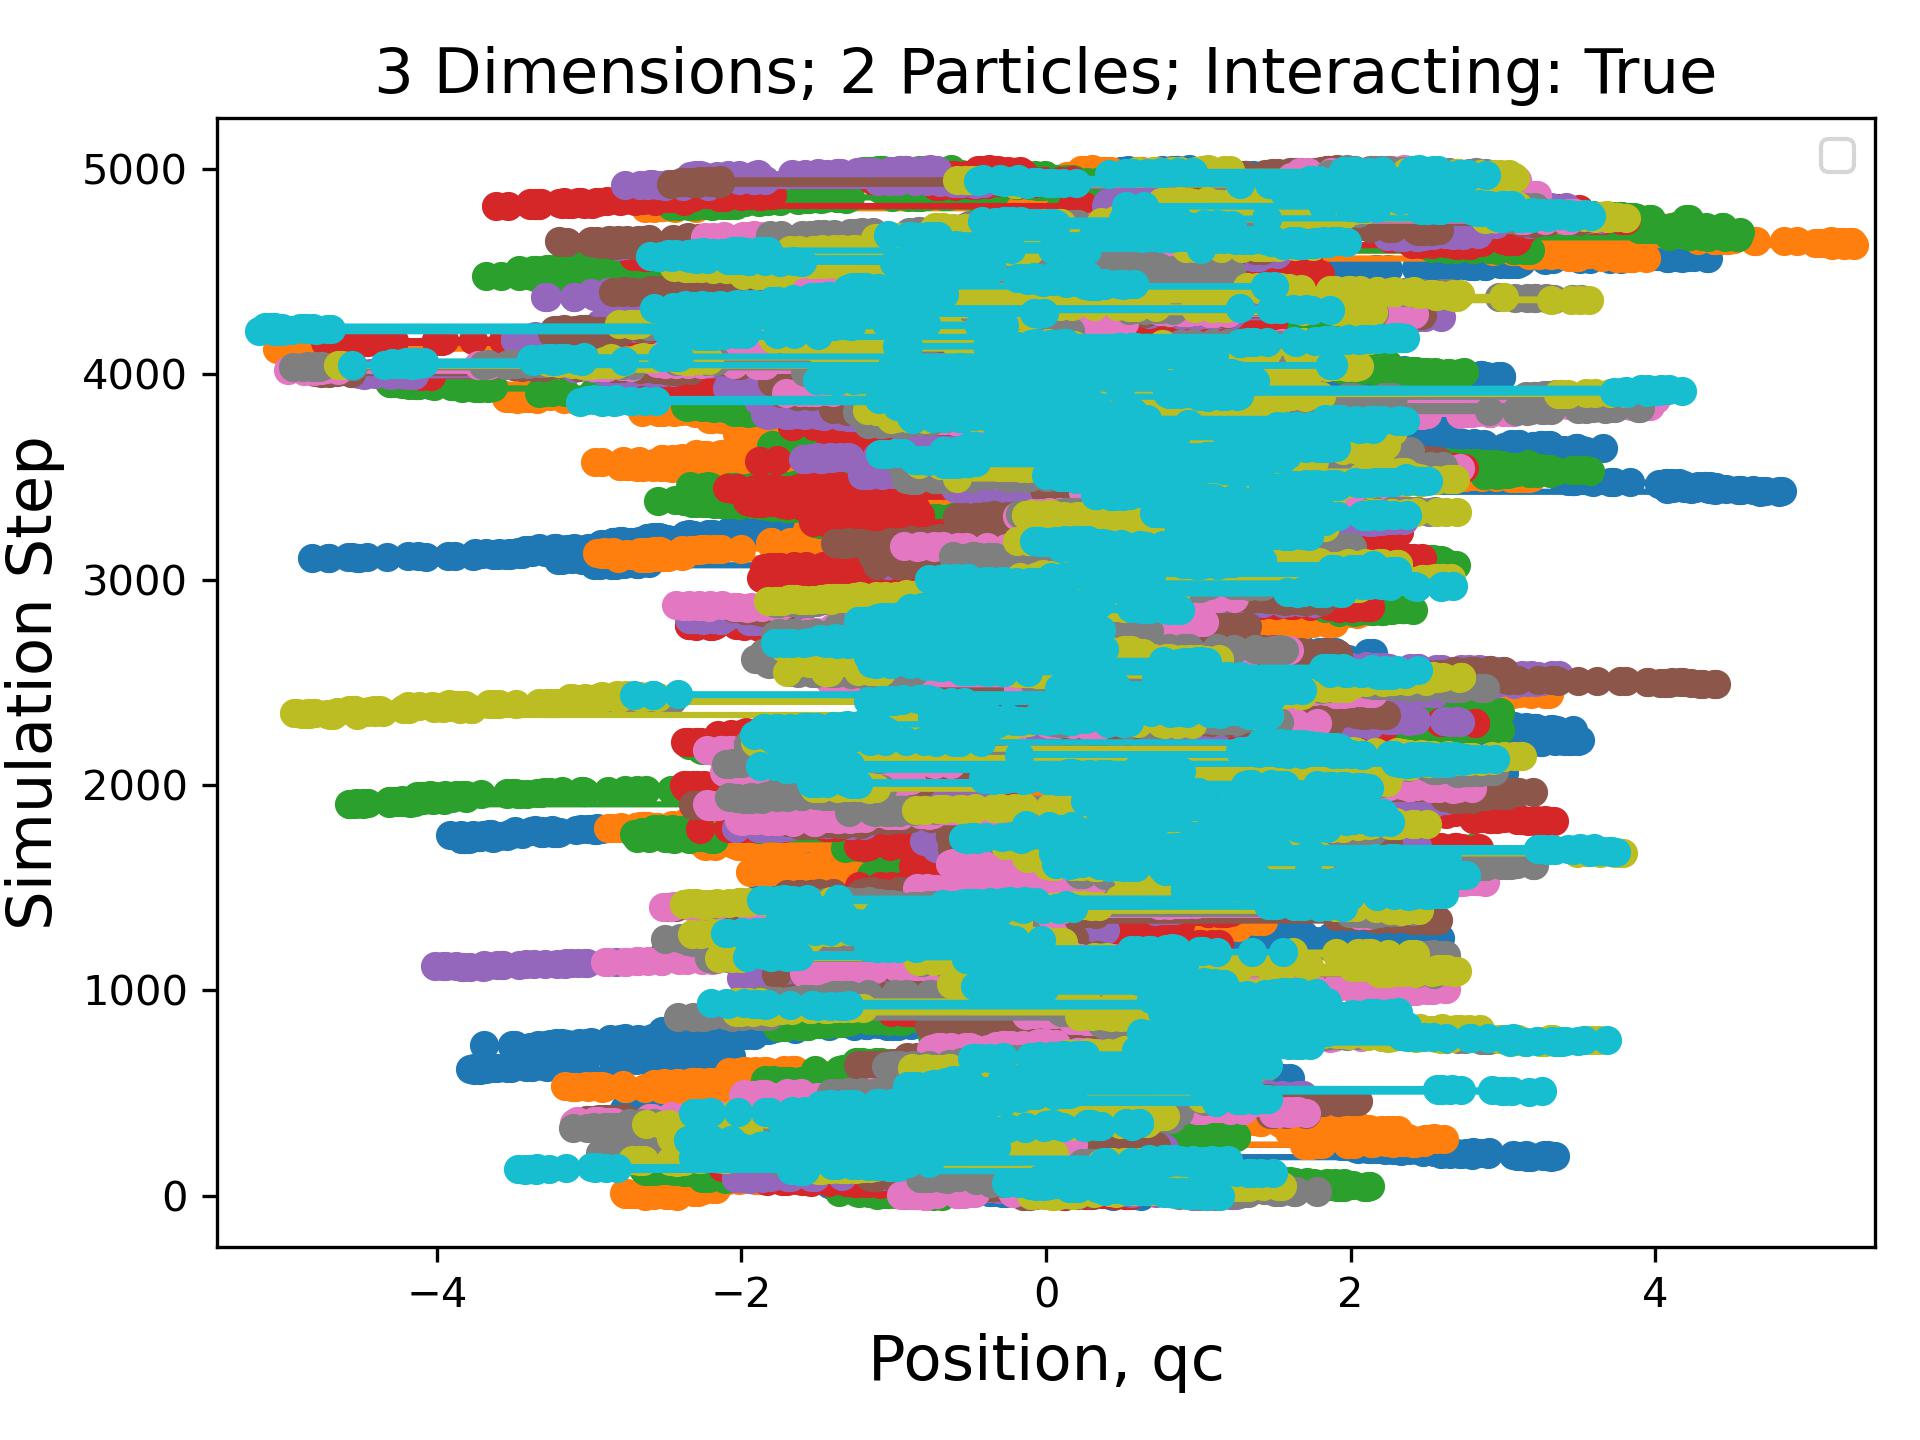 3 Dimensions; 2 Particles; Interacting: True
5000
4000
3000
2000
1000
0
Simulation Step
−4 −2 0 2 4
Position, qc